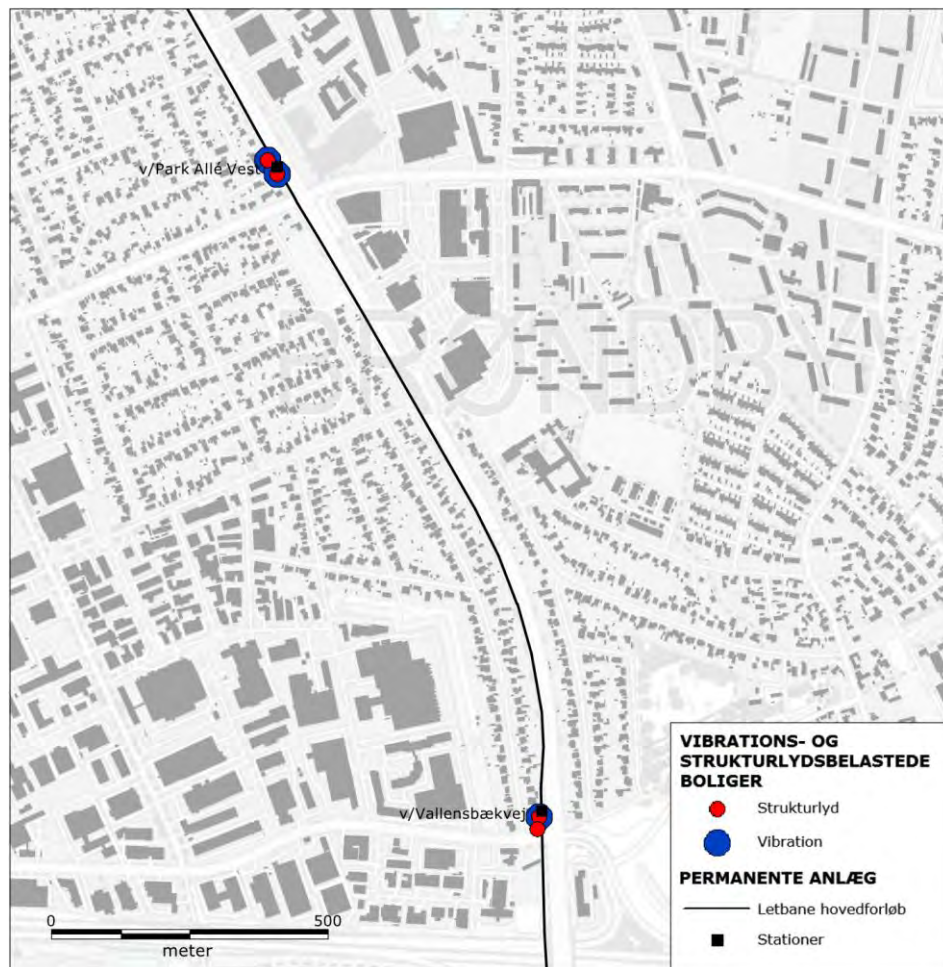 v/Park Allé Vest
BRØNDBY
v/Vallensbækvej
0 500
meter
VIBRATIONS- OG
STRUKTURLYDSBELASTEDE
BOLIGER
Strukturlyd
Vibration
PERMANENTE ANLÆG
Letbane hovedforløb
Stationer